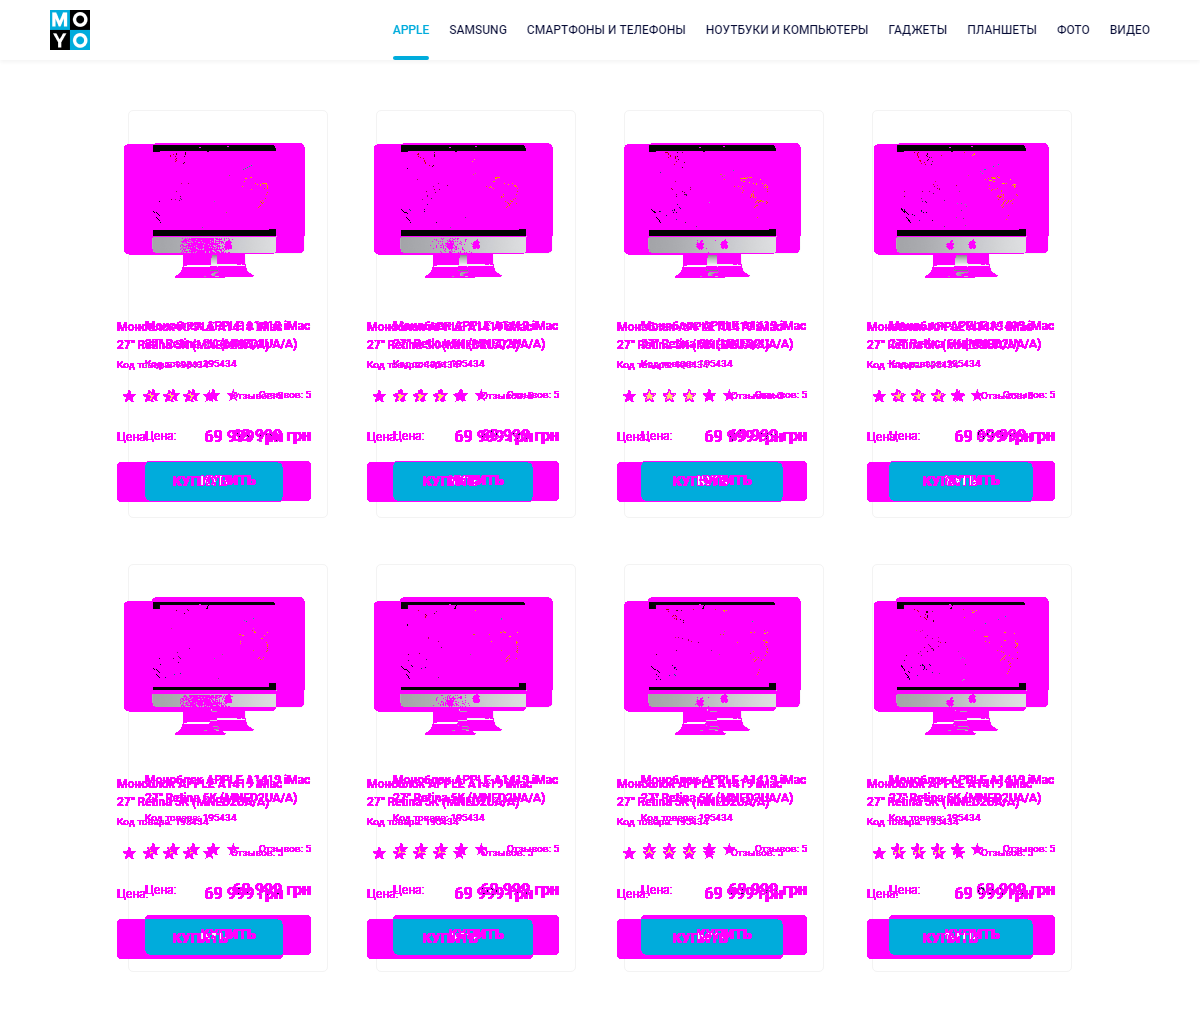 MOYO
APPLE SAMSUNG СМАРТФОНЫ И ТЕЛЕФОНЫ НОУТБУКИ И КОМПЬЮТЕРЫ ГАДЖЕТЫ ПЛАНШЕТЫ ФОТО ВИДЕО
Моноблок APPLE A1419 iMac
27" Retina 5K (MNED2UA/A)
Код товара: 195434
Отзывов: 5
Цена: 69 999 грн
КУПИТЬ
Моноблок APPLE A1419 iMac
27" Retina 5K (MNED2UA/A)
Код товара: 195434
Отзывов: 5
Цена: 69 999 грн
КУПИТЬ
Моноблок APPLE A1419 iMac
27" Retina 5K (MNED2UA/A)
Код товара: 195434
Отзывов: 5
Цена: 69 999 грн
КУПИТЬ
Моноблок APPLE A1419 iMac
27" Retina 5K (MNED2UA/A)
Код товара: 195434
Отзывов: 5
Цена: 69 999 грн
КУПИТЬ
Моноблок APPLE A1419 iMac
27" Retina 5K (MNED2UA/A)
Код товара: 195434
Отзывов: 5
Цена: 69 999 грн
КУПИТЬ
Моноблок APPLE A1419 iMac
27" Retina 5K (MNED2UA/A)
Код товара: 195434
Отзывов: 5
Цена: 69 999 грн
КУПИТЬ
Моноблок APPLE A1419 iMac
27" Retina 5K (MNED2UA/A)
Код товара: 195434
Отзывов: 5
Цена: 69 999 грн
КУПИТЬ
Моноблок APPLE A1419 iMac
27" Retina 5K (MNED2UA/A)
Код товара: 195434
Отзывов: 5
Цена: 69 999 грн
КУПИТЬ